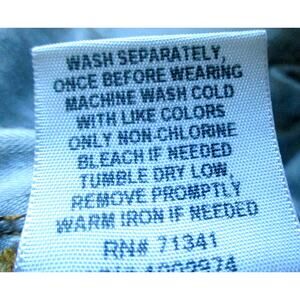 WASH SEPARATELY,
ONCE BEFORE WEARING
MACHINE WASH COLD
WITH LIKE COLORS
ONLY NON CHLORINE
BLEACH IF NEEDED
TUMBLE DRY LOW,
REMOVE PROMPTLY
WARM IRON IF NEEDED
RN# 71341